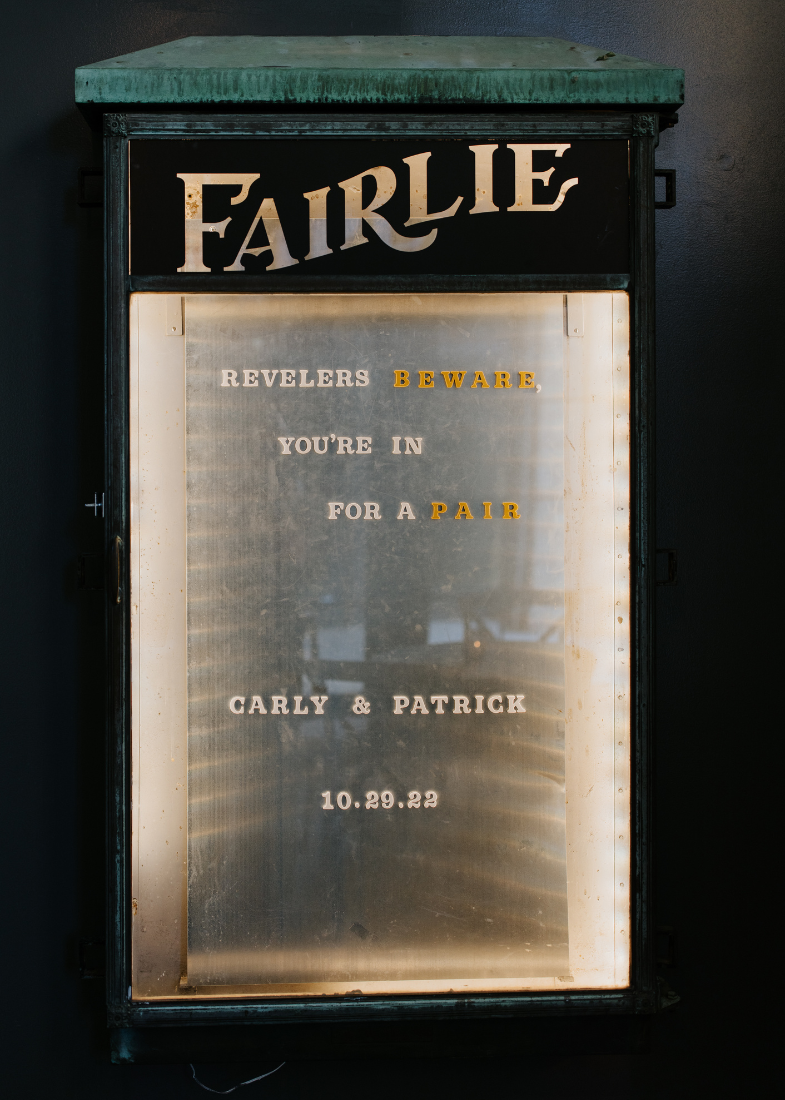 FAIRLIE
REVELERS BEWARE,
YOU'RE IN
FOR A PAIR
CARLY & PATRICK
10.29.22